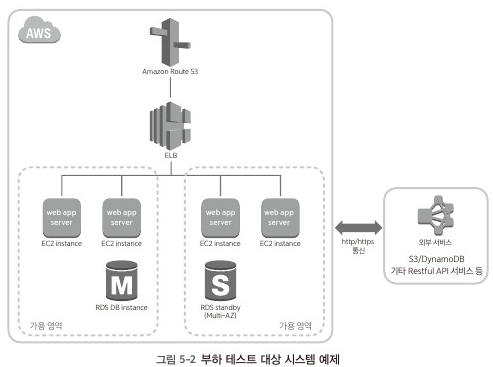 AWS
Amazon Route 53
ELB
web app
server
EC2 instance
web app
server
EC2 instance
web app
server
EC2 instance
web app
server
EC2 instance
M
RDS DB instance
S
RDS standby
(Multi-AZ)
가용 영역
가용 영역
http/https
통신
외부 서비스
S3/DynamoDB
기타 Restful API 서비스 등
그림 5-2 부하 테스트 대상 시스템 예제